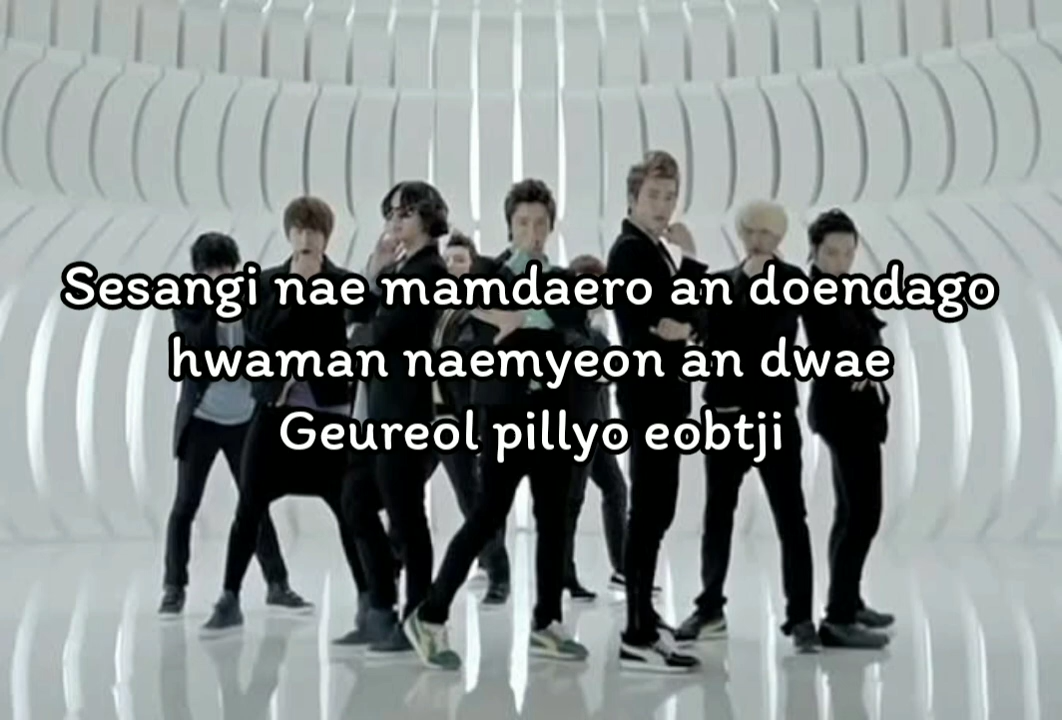 Sesangi nae mamdaero an doendago
hwaman naemyeon an dwae
Geureol pillyo eobtji